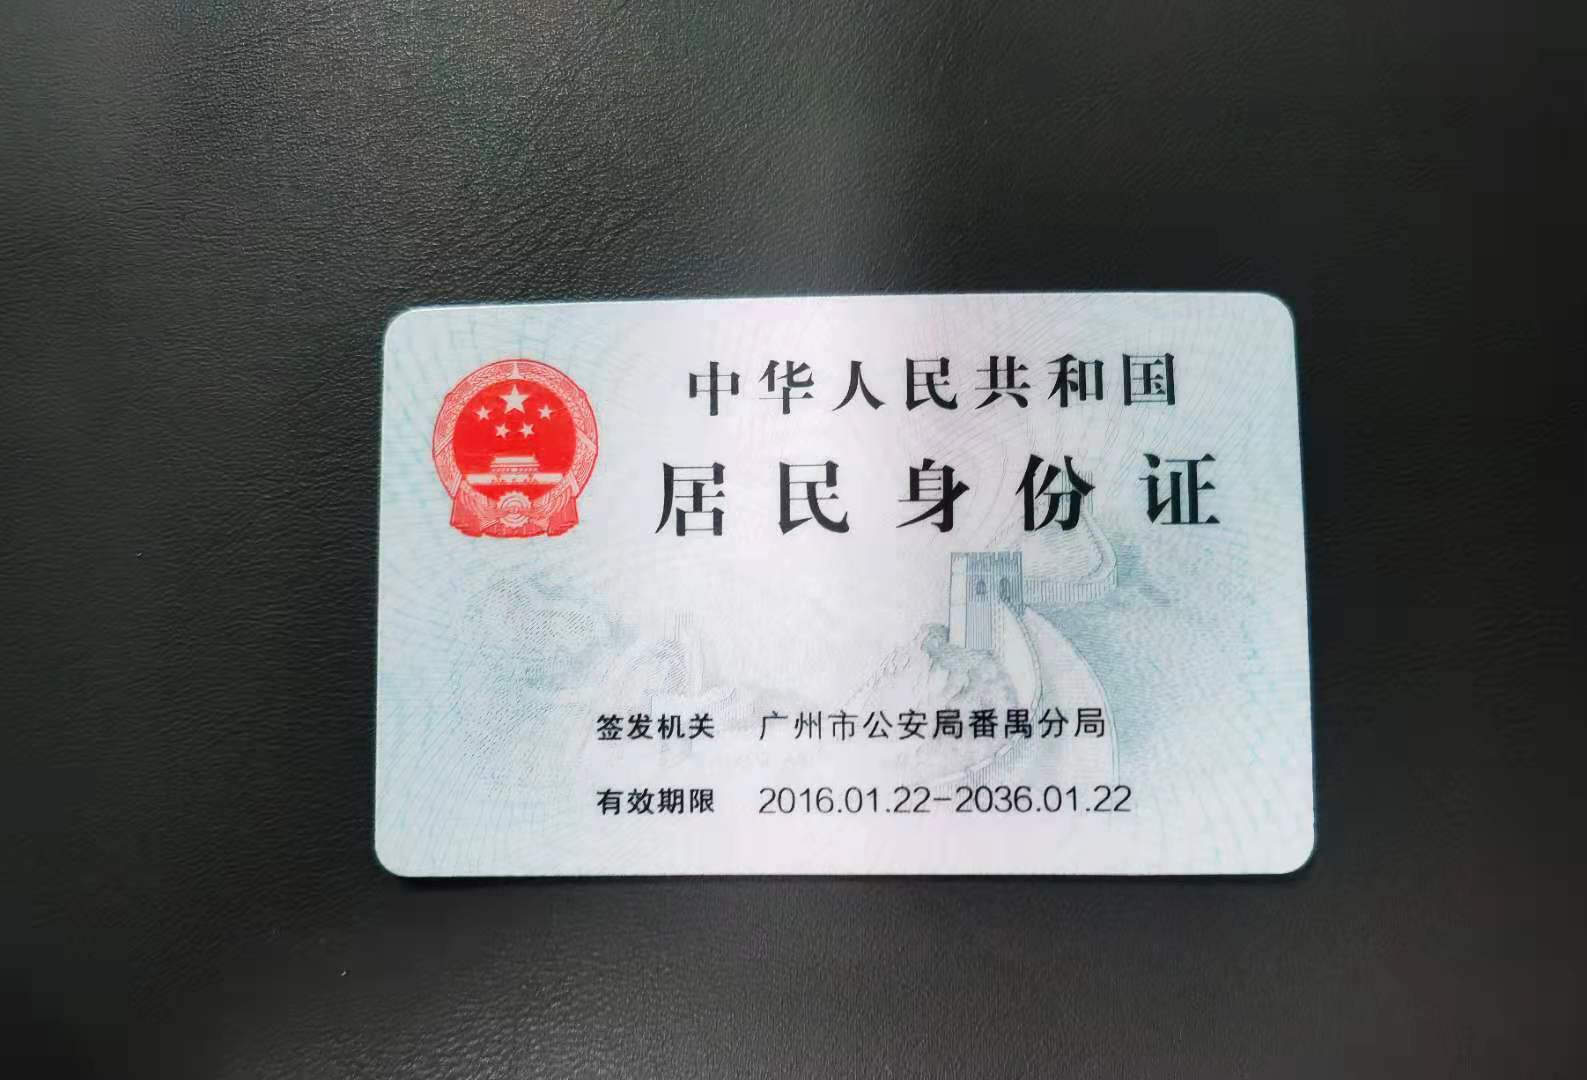 中华人民共和国
居民身份证
签发机关 广州市公安局番禺分局
有效期限 2016.01.22-2036.01.22